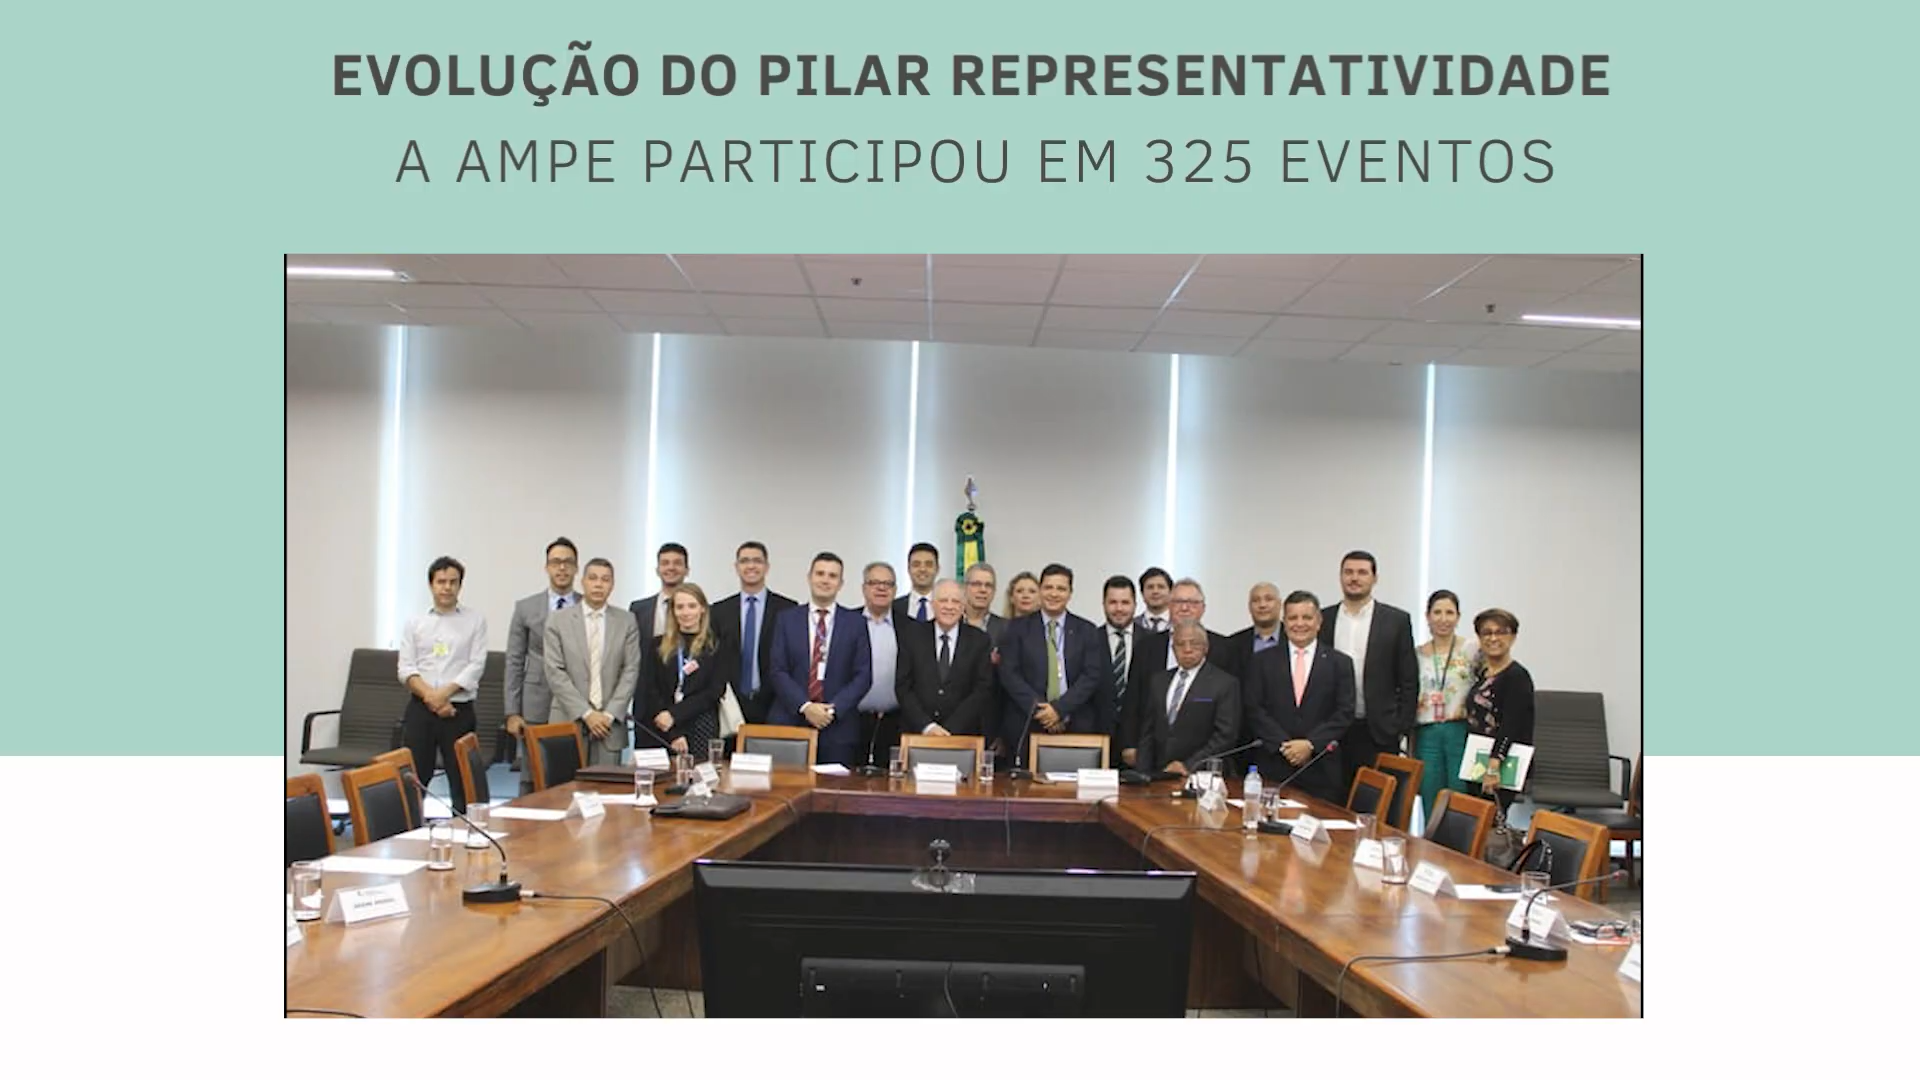 EVOLUÇÃO DO PILAR REPRESENTATIVIDADE
A AMPE PARTICIPOU EM 325 EVENTOS